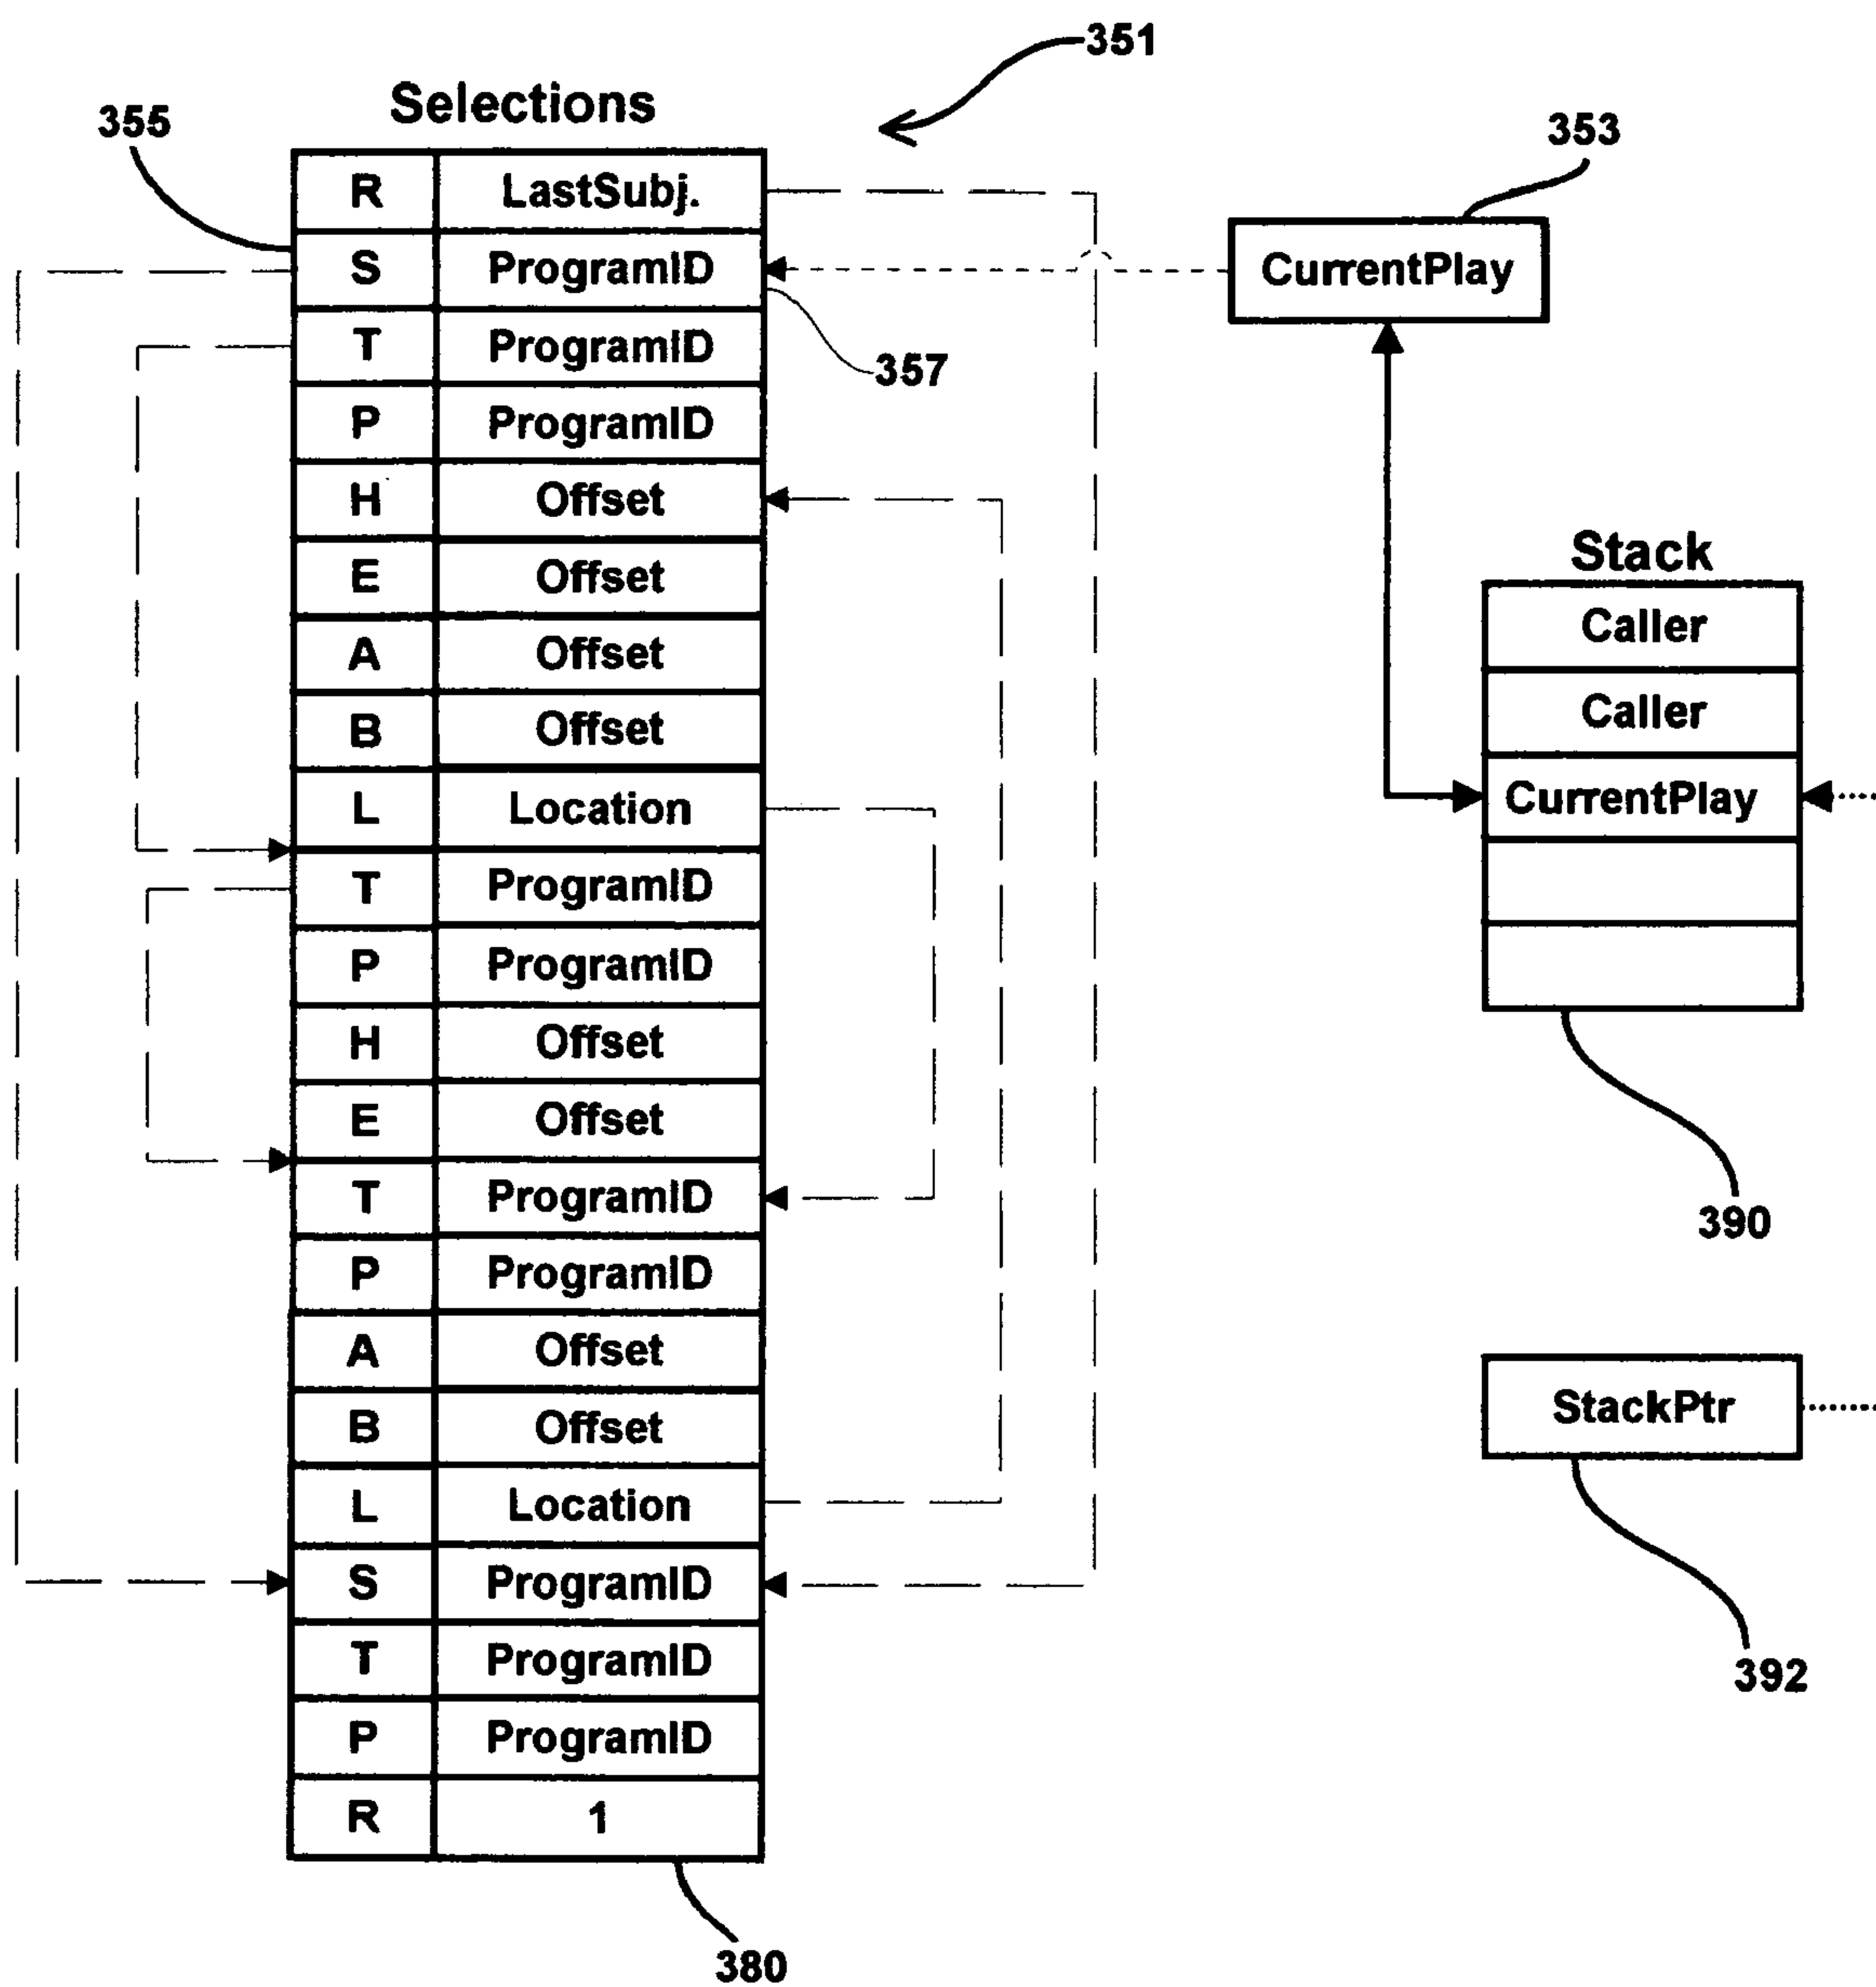 351
Selections
355
353
R LastSubj.
S ProgramID
CurrentPlay
T ProgramID
357
P ProgramID
H Offset
E Offset
Stack
A Offset
Caller
B Offset
Caller
L Location
CurrentPlay
T ProgramID
P ProgramID
H Offset
E Offset
T ProgramID
390
P ProgramID
A Offset
B Offset
StackPtr
L Location
S ProgramID
T ProgramID
392
P ProgramID
R 1
380